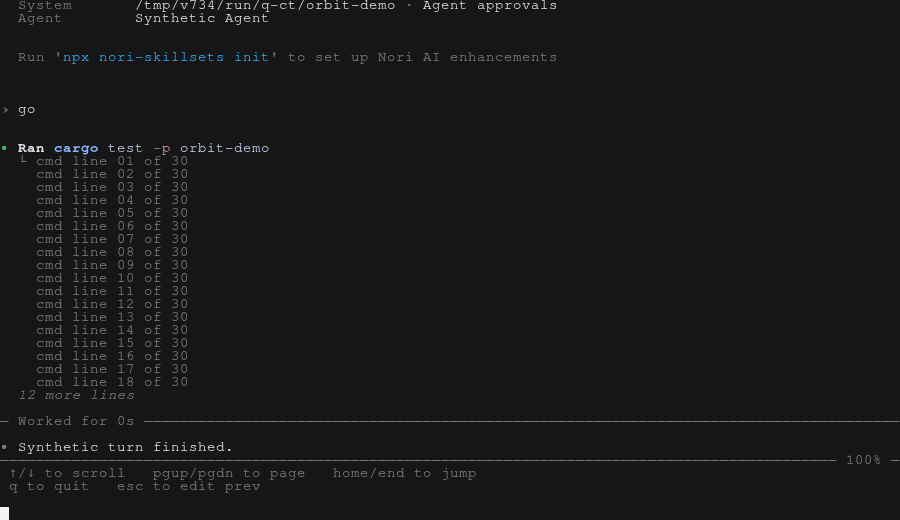 System       /tmp/v734/run/q-ct/orbit-demo · Agent approvals
Agent        Synthetic Agent
Run 'npx nori-skillsets init' to set up Nori AI enhancements
› go
• Ran cargo test -p orbit-demo
└ cmd line 01 of 30
cmd line 02 of 30
cmd line 03 of 30
cmd line 04 of 30
cmd line 05 of 30
cmd line 06 of 30
cmd line 07 of 30
cmd line 08 of 30
cmd line 09 of 30
cmd line 10 of 30
cmd line 11 of 30
cmd line 12 of 30
cmd line 13 of 30
cmd line 14 of 30
cmd line 15 of 30
cmd line 16 of 30
cmd line 17 of 30
cmd line 18 of 30
12 more lines
─ Worked for 0s ─
• Synthetic turn finished.
100%
↑/↓ to scroll   pgup/pgdn to page   home/end to jump
q to quit   esc to edit prev